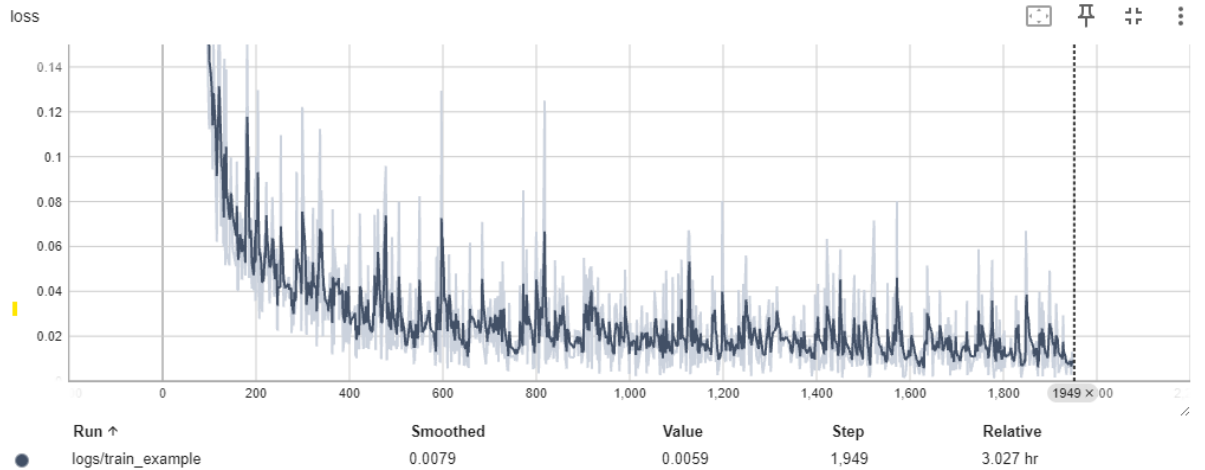 loss
0.14
0.12
0.1
0.08
0.06
0.04
0.02
0 200 400 600 800 1,000 1,200 1,400 1,600 1,800 1949 × 00
Run ↑ Smoothed Value Step Relative
logs/train_example 0.0079 0.0059 1,949 3.027 hr